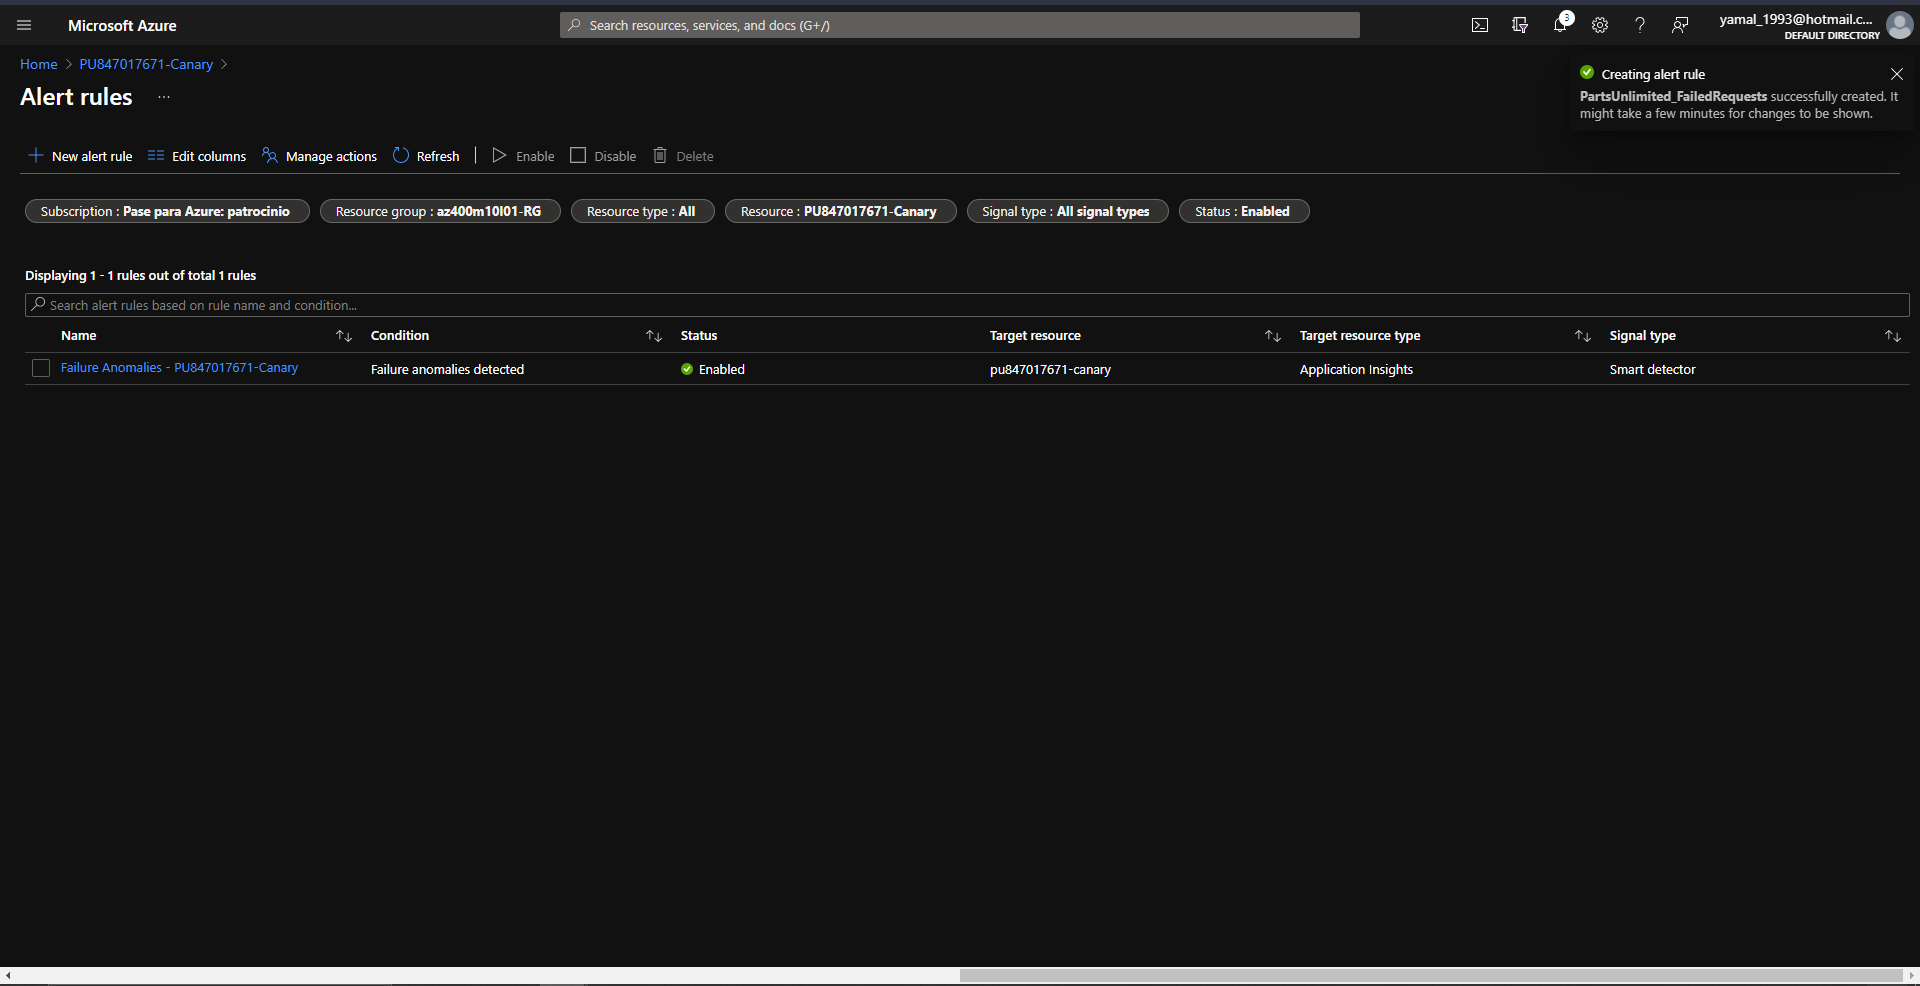 Microsoft Azure
Search resources, services, and docs (G+/)
3
yamal_1993@hotmail.c...
DEFAULT DIRECTORY
Home > PU847017671-Canary >
Alert rules ...
Creating alert rule
PartsUnlimited_FailedRequests successfully created. It
might take a few minutes for changes to be shown.
New alert rule Edit columns Manage actions Refresh Enable Disable Delete
Subscription : Pase para Azure: patrocinio Resource group : az400m10l01-RG Resource type : All Resource : PU847017671-Canary Signal type : All signal types Status : Enabled
Displaying 1 - 1 rules out of total 1 rules
Search alert rules based on rule name and condition...
Name Condition Status Target resource Target resource type Signal type
Failure Anomalies - PU847017671-Canary Failure anomalies detected Enabled pu847017671-canary Application Insights Smart detector